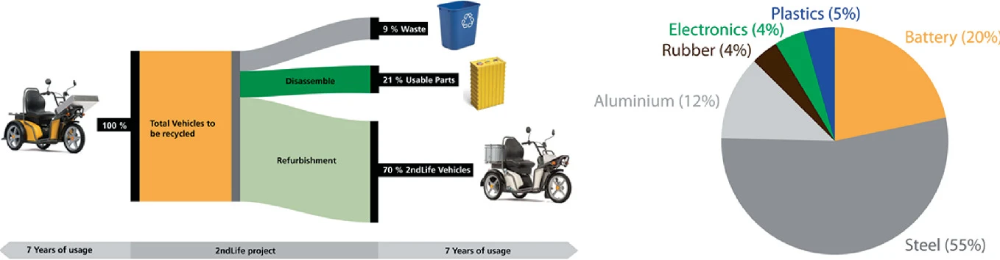 9 % Waste
Disassemble
21 % Usable Parts
100 %
Total Vehicles to
be recycled
Refurbishment
70 % 2ndLife Vehicles
7 Years of usage
2ndLife project
7 Years of usage
Plastics (5%)
Electronics (4%)
Battery (20%)
Rubber (4%)
Aluminium (12%)
Steel (55%)